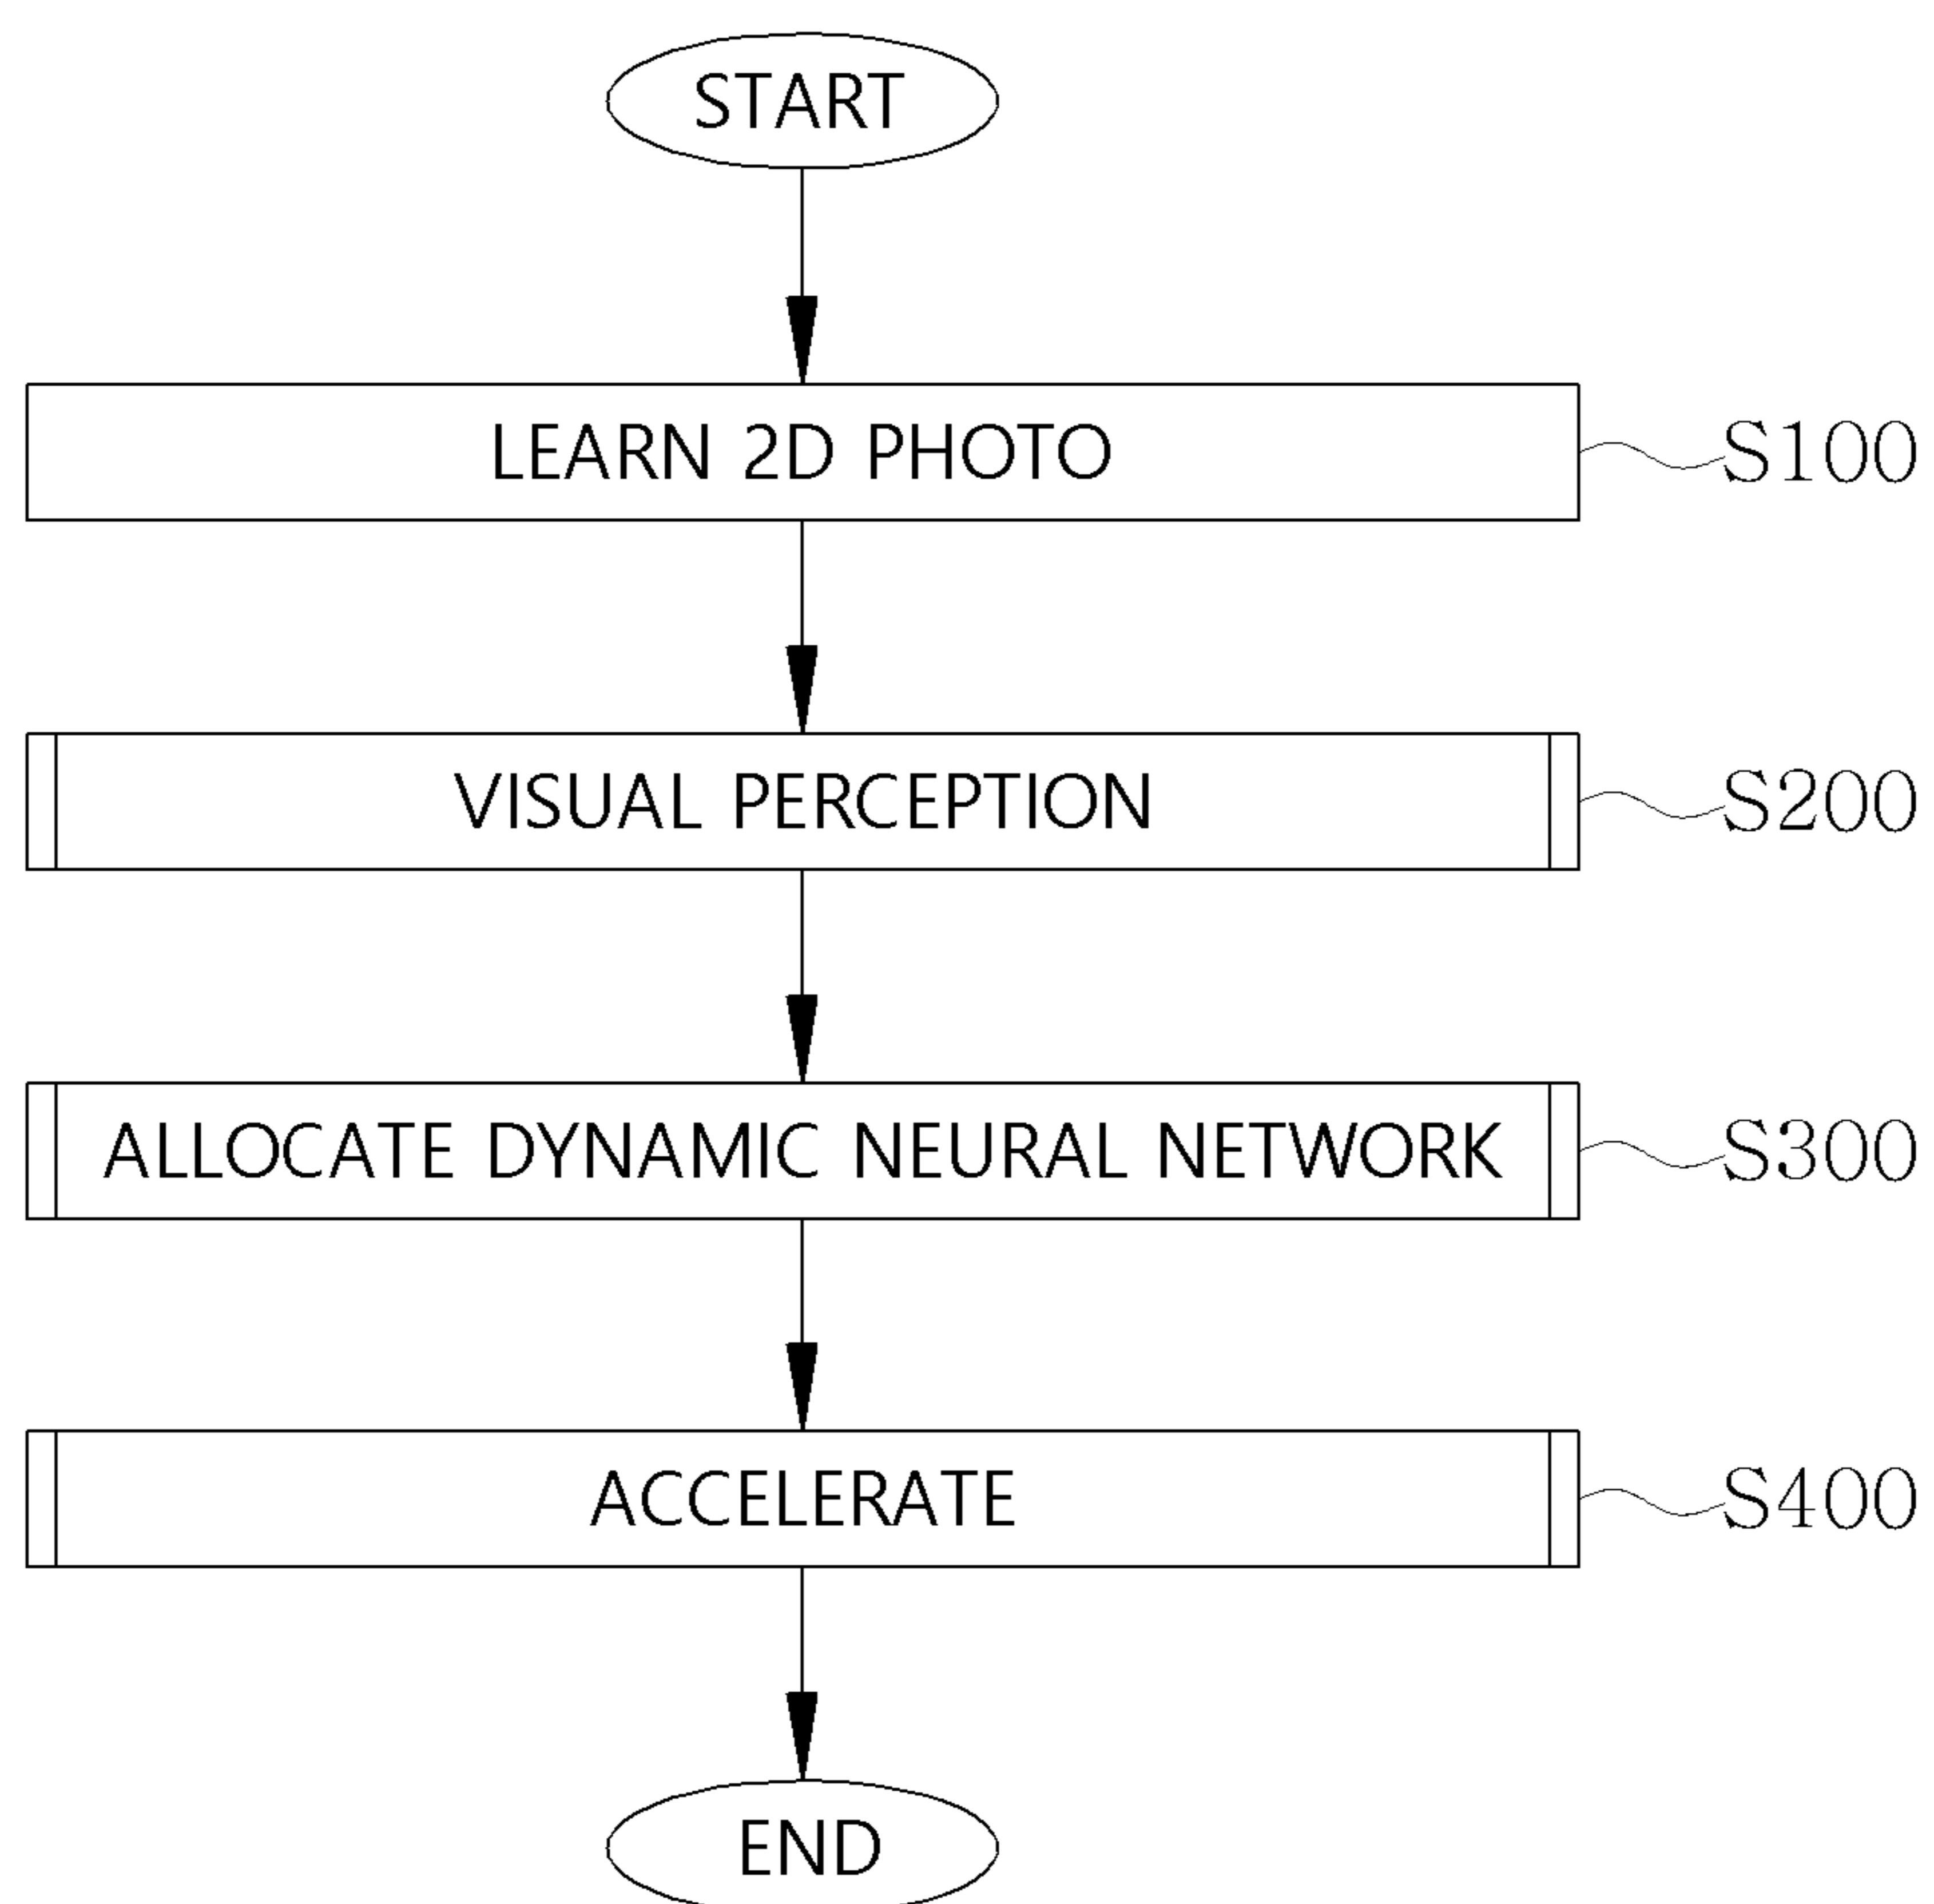 START
LEARN 2D PHOTO S100
VISUAL PERCEPTION S200
ALLOCATE DYNAMIC NEURAL NETWORK S300
ACCELERATE S400
END